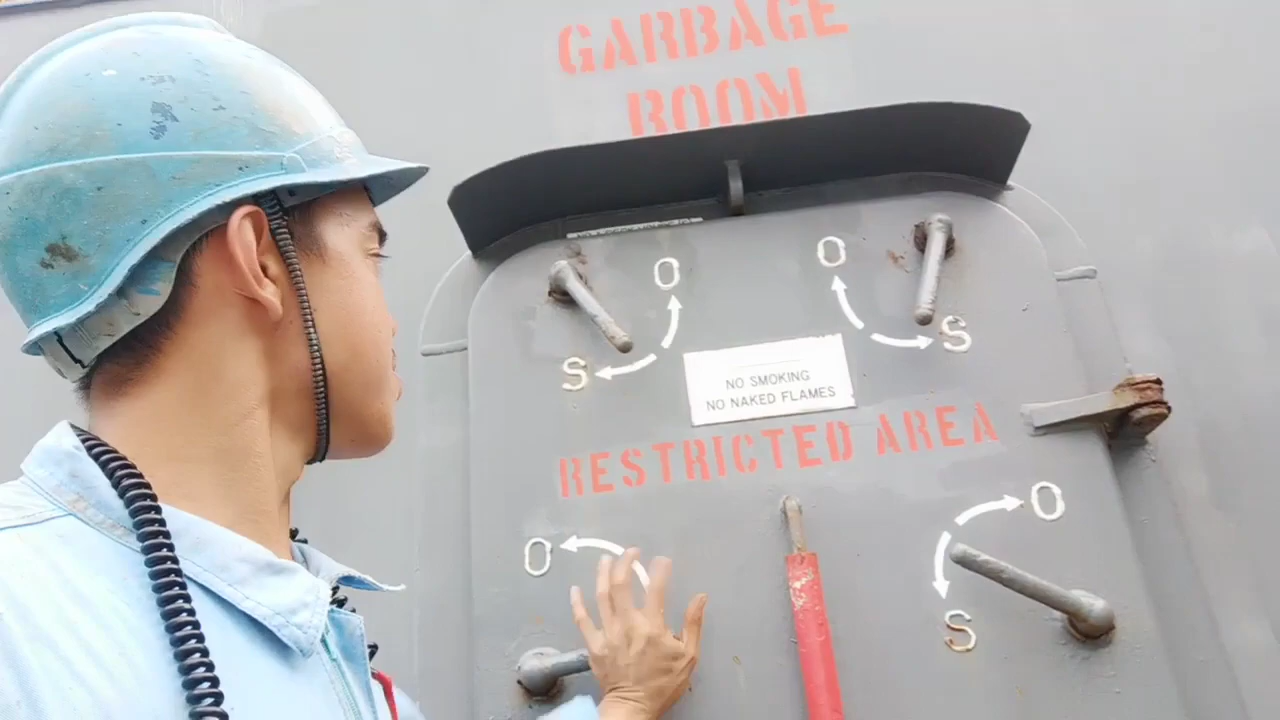 GARBAGE
ROOM
O
O
S
S
NO SMOKING
NO NAKED FLAMES
RESTRICTED AREA
O
O
S